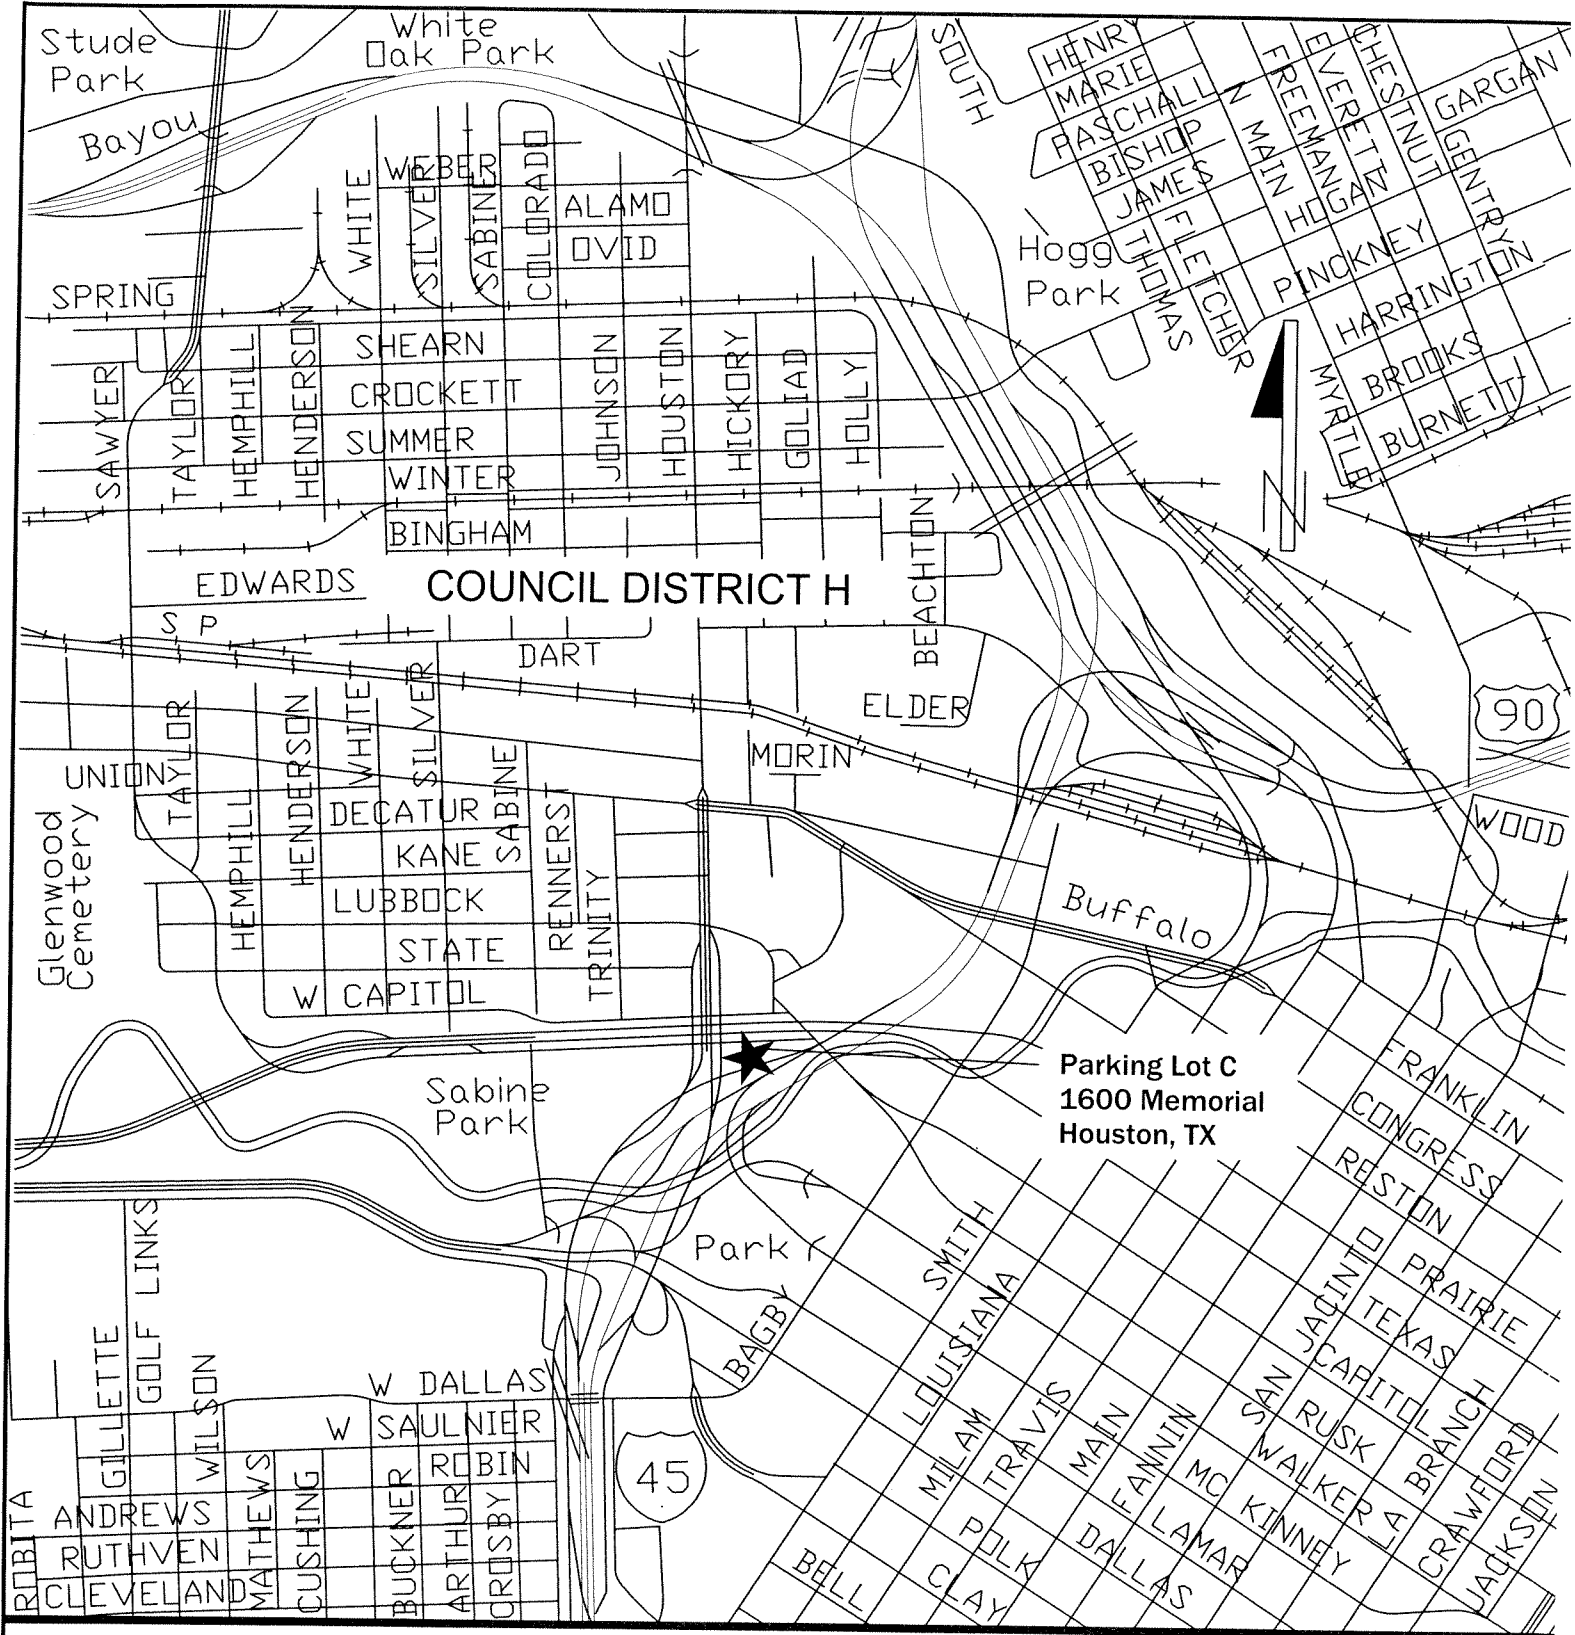 Stude
Park
White
Oak Park
Bayou
SOUTH
HENRY
MARIE
PASCHALL
BISHOP
JAMES
THOMAS
FLETCHER
N MAIN
FREEMAN
EVERETT
CHESTNUT
GARGAN
GENTRY
HOGAN
PINCKNEY
HARRINGTON
BROOKS
BURNETT
MYRTLE
Hogg
Park
WEBER
WHITE
SILVER
SABINE
COLORADO
ALAMO
OVID
SPRING
SHEARN
CROCKETT
SUMMER
WINTER
BINGHAM
SAWYER
TAYLOR
HEMPHILL
HENDERSON
JOHNSON
HOUSTON
HICKORY
GOLIAD
HOLLY
BEACHTON
N
EDWARDS
COUNCIL DISTRICT H
S P
DART
ELDER
MORIN
90
WOOD
UNION
TAYLOR
HEMPHILL
HENDERSON
WHITE
SILVER
SABINE
RENNERST
TRINITY
DECATUR
KANE
LUBBOCK
STATE
W CAPITOL
Glenwood
Cemetery
Buffalo
Sabine
Park
Parking Lot C
1600 Memorial
Houston, TX
FRANKLIN
CONGRESS
RESTON
PRAIRIE
TEXAS
CAPITOL
RUSK
WALKER
MC KINNEY
LAMAR
DALLAS
POLK
CLAY
BELL
Park
BAGBY
SMITH
LOUISIANA
MILAM
TRAVIS
MAIN
FANNIN
SAN JACINTO
LA BRANCH
CRAWFORD
JACKSON
GILLETTE
GOLF LINKS
WILSON
W DALLAS
W SAULNIER
ROBIN
ANDREWS
RUTHVEN
CLEVELAND
ROBITA
MATHEWS
CUSHING
BUCKNER
ARTHUR
CROSBY
45